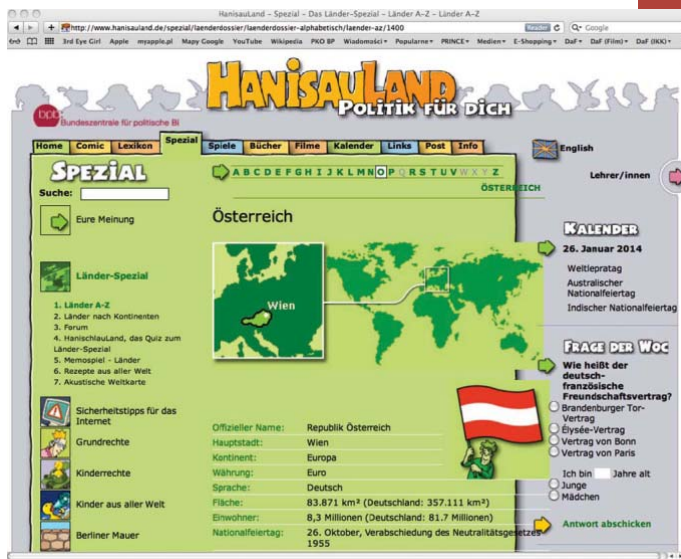 HanisauLand – Spezial – Das Länder-Spezial – Länder A–Z – Länder A–Z
http://www.hanisauland.de/spezial/laenderdossier/laenderdossier-alphabetisch/laender-az/1400
Reader
Google
3rd Eye Girl Apple myapple.pl Mapy Google YouTube Wikipedia PKO BP Wiadomości Popularne PRINCE Medien E-Shopping DaF DaF (Film) DaF (IKK)
HANISAULAND
POLITIK FÜR DICH
bpb
Bundeszentrale für politische Bi
Home Comic Lexikon Spezial Spiele Bücher Filme Kalender Links Post Info
English
Lehrer/innen
SPEZIAL
Suche:
Eure Meinung
Länder-Spezial
1. Länder A-Z
2. Länder nach Kontinenten
3. Forum
4. HanischlauLand, das Quiz zum
Länder-Spezial
5. Memospiel - Länder
6. Rezepte aus aller Welt
7. Akustische Weltkarte
Sicherheitstipps für das
Internet
Grundrechte
Kinderrechte
Kinder aus aller Welt
Berliner Mauer
A B C D E F G H I J K L M N O P Q R S T U V W X Y Z
ÖSTERREICH
Österreich
Wien
Offizieller Name: Republik Österreich
Hauptstadt: Wien
Kontinent: Europa
Währung: Euro
Sprache: Deutsch
Fläche: 83.871 km² (Deutschland: 357.111 km²)
Einwohner: 8,3 Millionen (Deutschland: 81.7 Millionen)
Nationalfeiertag: 26. Oktober, Verabschiedung des Neutralitätsgesetzes
1955
KALENDER
26. Januar 2014
Weltlepratag
Australischer
Nationalfeiertag
Indischer Nationalfeiertag
FRAGE DER WOC
Wie heißt der
deutsch-
französische
Freundschaftsvertrag?
Brandenburger Tor-
Vertrag
Élysée-Vertrag
Vertrag von Bonn
Vertrag von Paris
Ich bin Jahre alt
Junge
Mädchen
Antwort abschicken